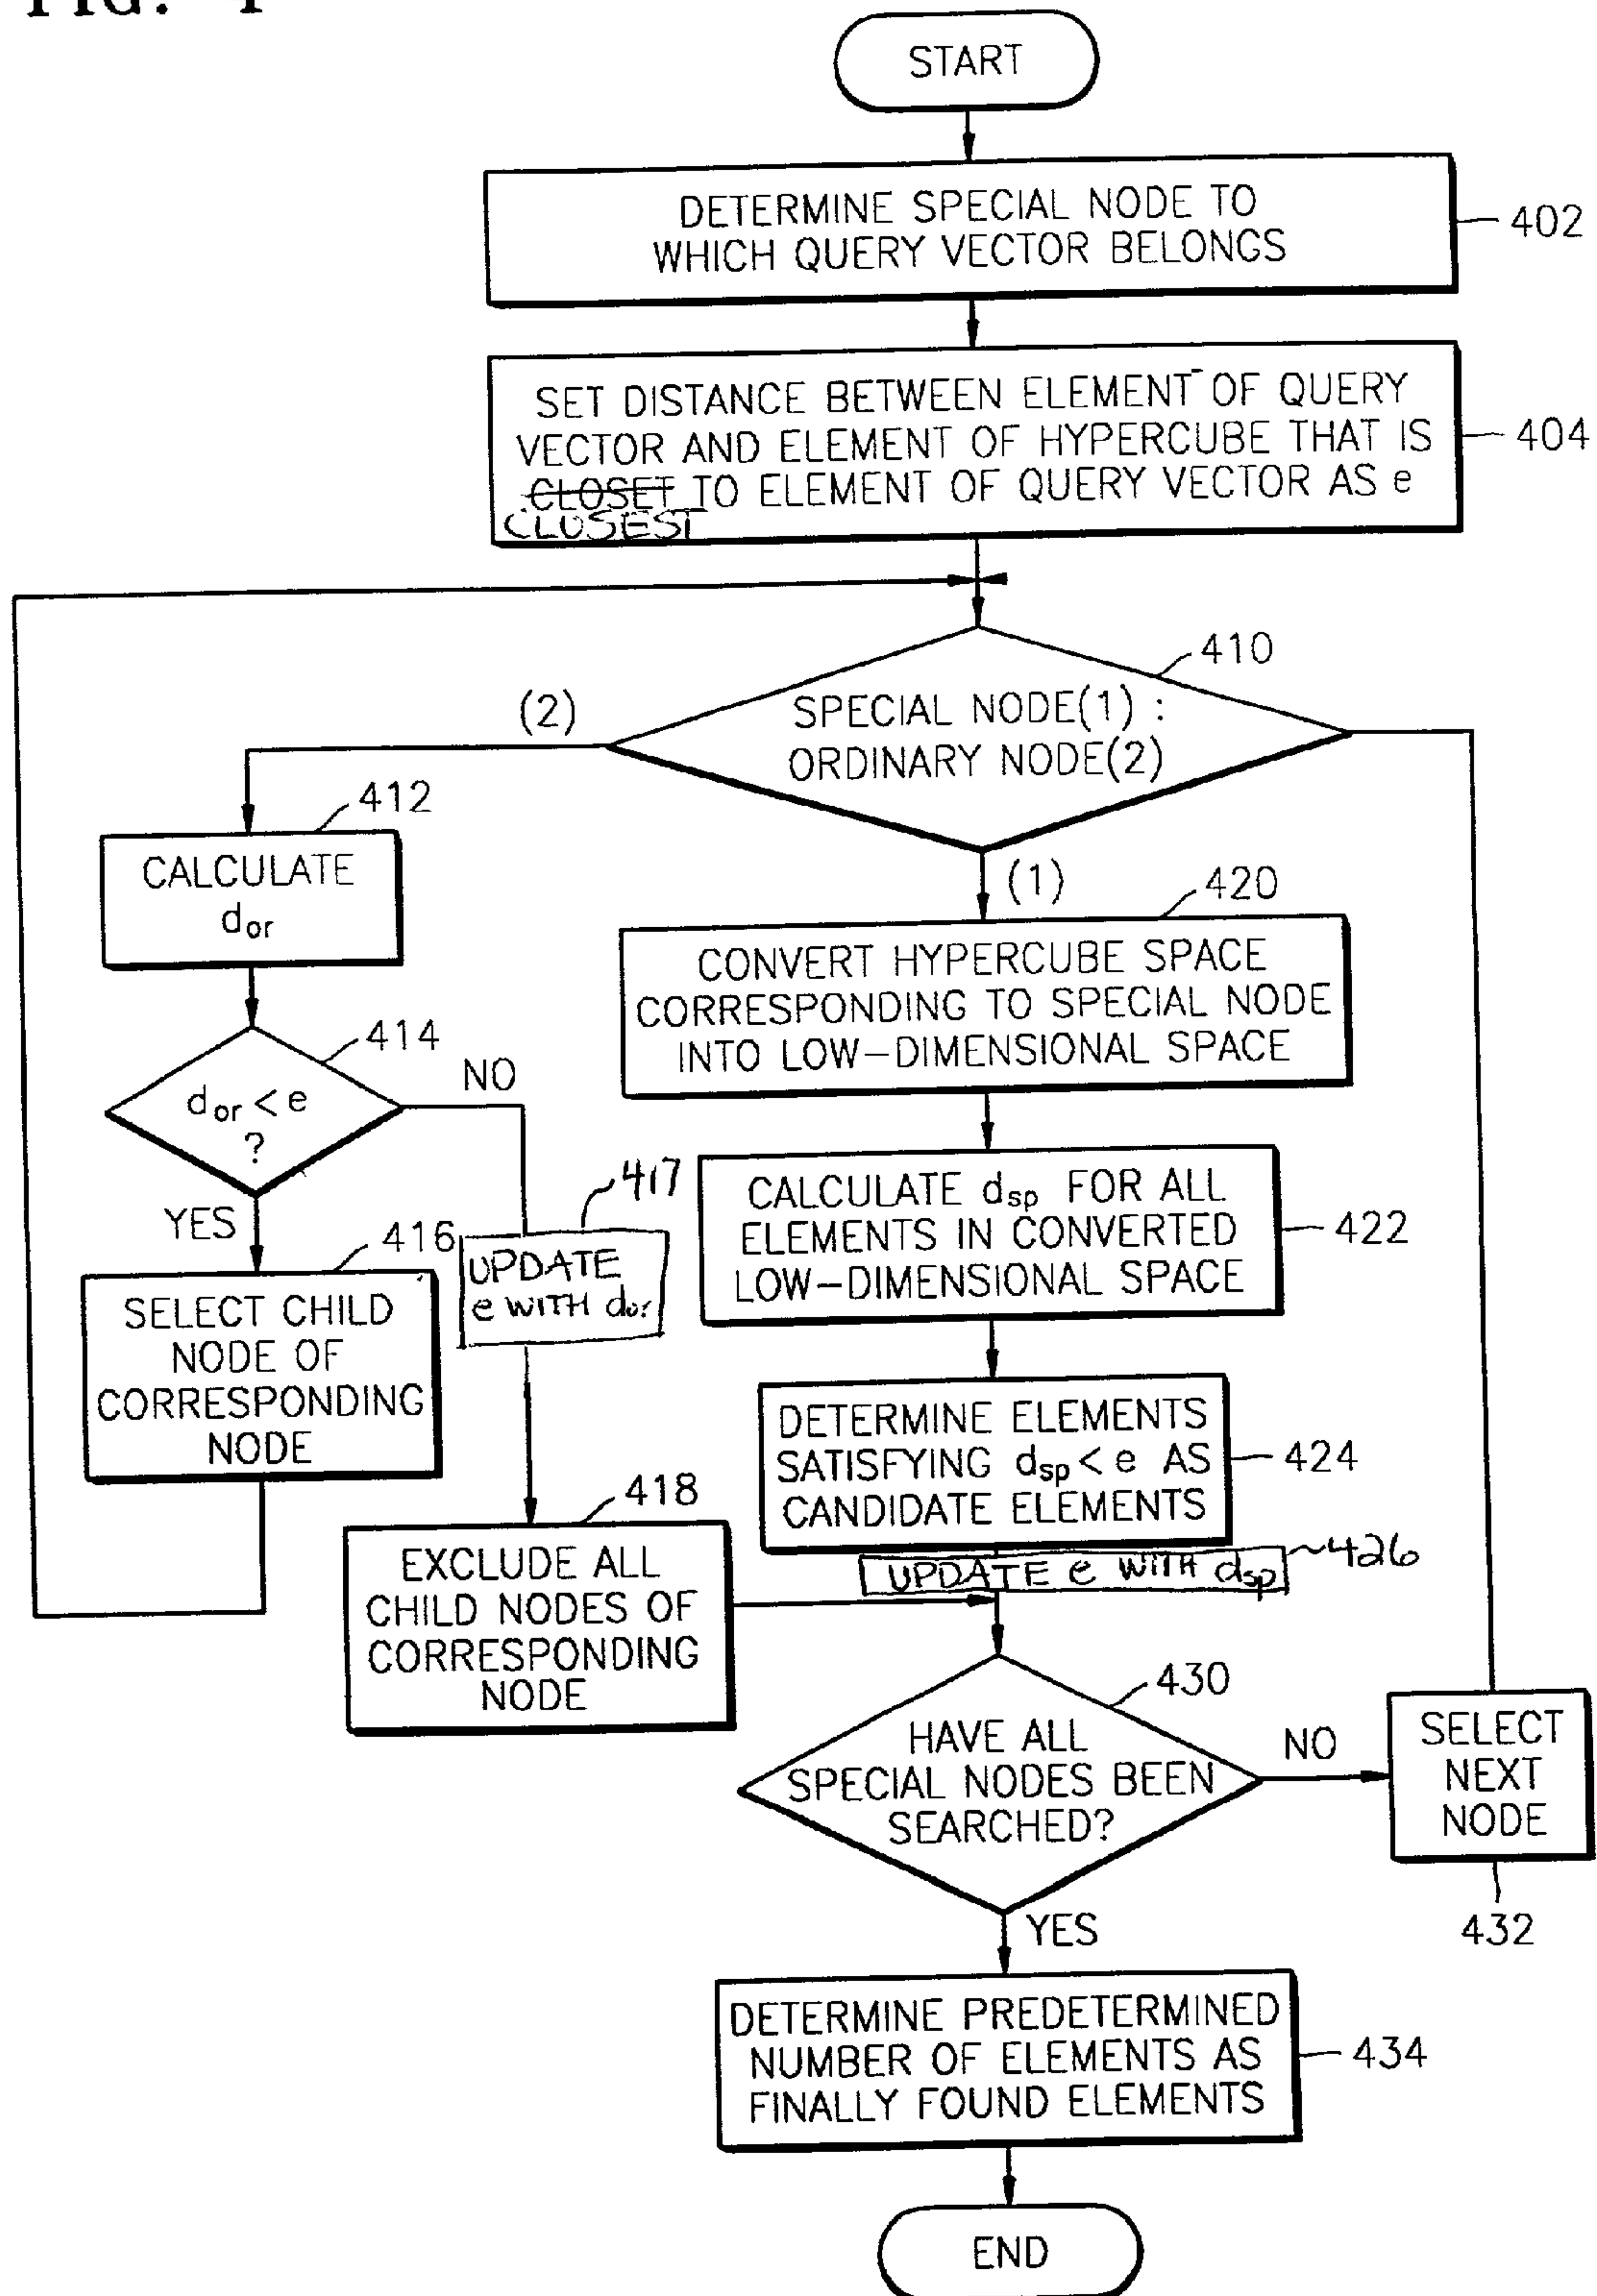 FIG. 4
START
DETERMINE SPECIAL NODE TO
WHICH QUERY VECTOR BELONGS
402
SET DISTANCE BETWEEN ELEMENT OF QUERY
VECTOR AND ELEMENT OF HYPERCUBE THAT IS
CLOSET TO ELEMENT OF QUERY VECTOR AS e
CLOSEST
404
410
SPECIAL NODE(1) :
ORDINARY NODE(2)
(2)
(1)
412
CALCULATE
dor
414
dor < e
?
NO
YES
416
SELECT CHILD
NODE OF
CORRESPONDING
NODE
417
UPDATE
e WITH dor
418
EXCLUDE ALL
CHILD NODES OF
CORRESPONDING
NODE
420
CONVERT HYPERCUBE SPACE
CORRESPONDING TO SPECIAL NODE
INTO LOW-DIMENSIONAL SPACE
CALCULATE dsp FOR ALL
ELEMENTS IN CONVERTED
LOW-DIMENSIONAL SPACE
422
DETERMINE ELEMENTS
SATISFYING dsp < e AS
CANDIDATE ELEMENTS
424
UPDATE e WITH dsp
426
430
HAVE ALL
SPECIAL NODES BEEN
SEARCHED?
NO
SELECT
NEXT
NODE
432
YES
DETERMINE PREDETERMINED
NUMBER OF ELEMENTS AS
FINALLY FOUND ELEMENTS
434
END